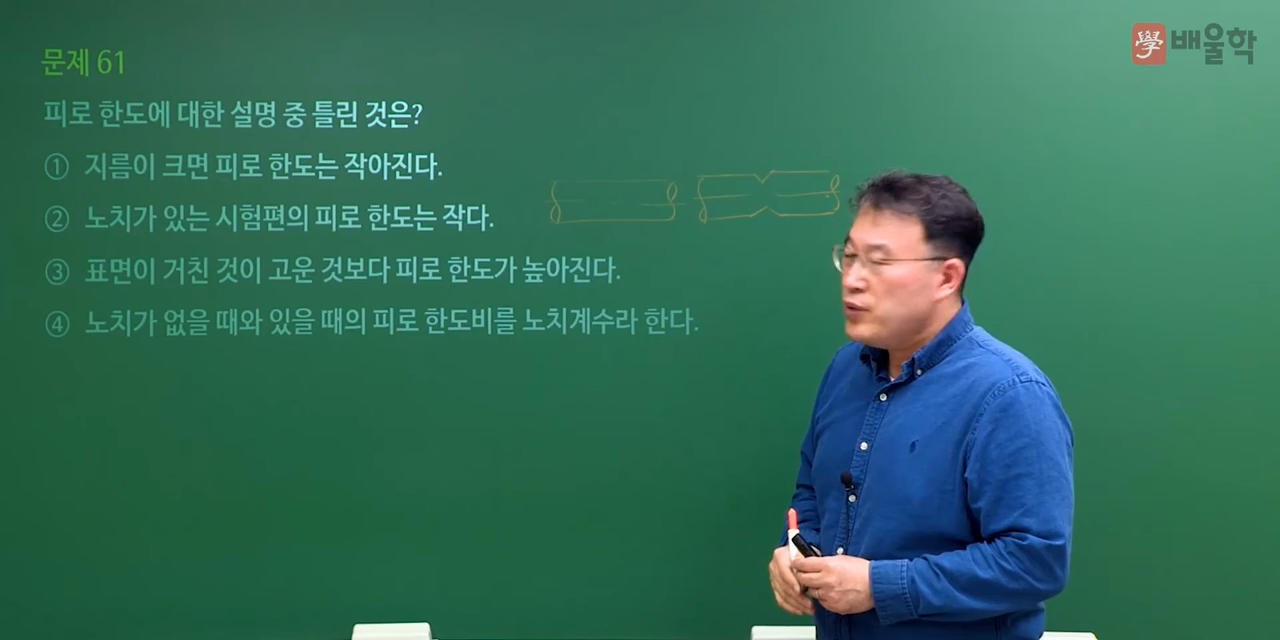 문제 61
學 배울학
피로 한도에 대한 설명 중 틀린 것은?
① 지름이 크면 피로 한도는 작아진다.
② 노치가 있는 시험편의 피로 한도는 작다.
③ 표면이 거친 것이 고운 것보다 피로 한도가 높아진다.
④ 노치가 없을 때와 있을 때의 피로 한도비를 노치계수라 한다.